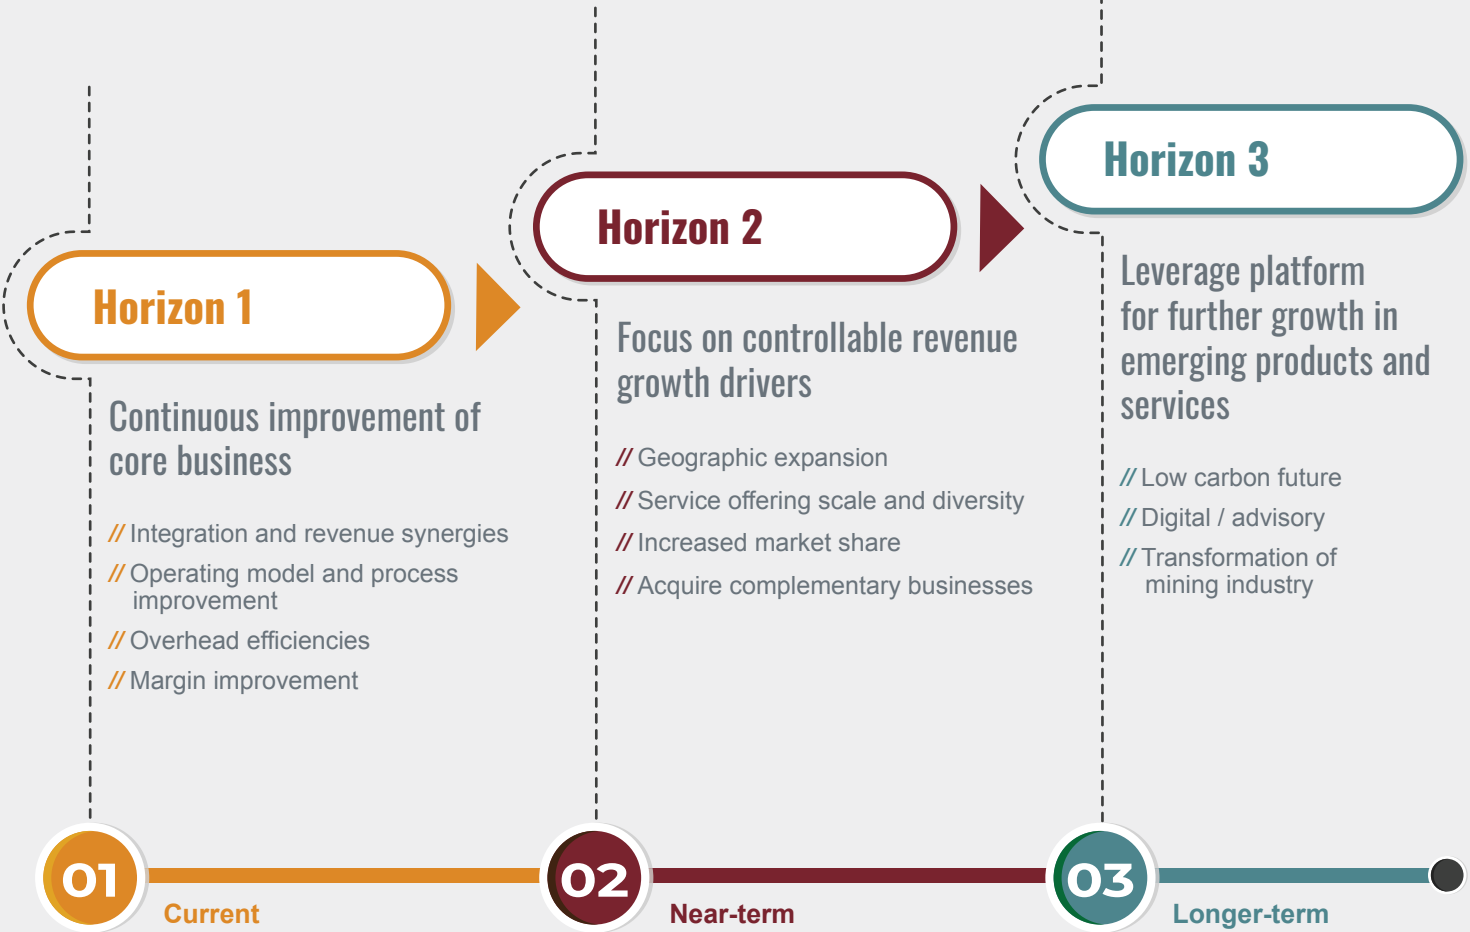 Horizon 1
Continuous improvement of
core business
// Integration and revenue synergies
// Operating model and process
improvement
// Overhead efficiencies
// Margin improvement
Horizon 2
Focus on controllable revenue
growth drivers
// Geographic expansion
// Service offering scale and diversity
// Increased market share
// Acquire complementary businesses
Horizon 3
Leverage platform
for further growth in
emerging products and
services
// Low carbon future
// Digital / advisory
// Transformation of
mining industry
01
Current
02
Near-term
03
Longer-term